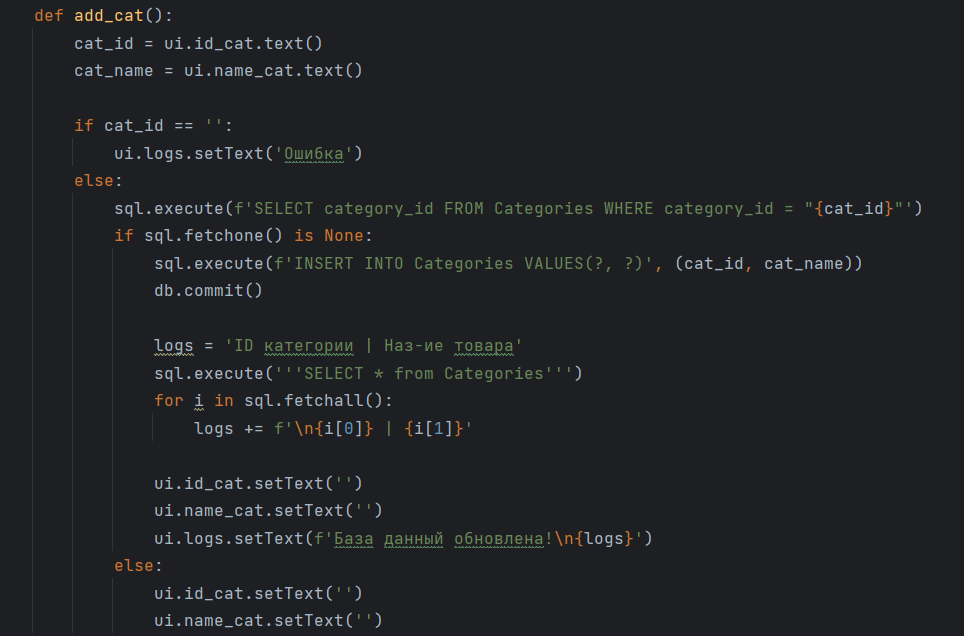 def add_cat():
    cat_id = ui.id_cat.text()
    cat_name = ui.name_cat.text()

    if cat_id == '':
        ui.logs.setText('Ошибка')
    else:
        sql.execute(f'SELECT category_id FROM Categories WHERE category_id = "{cat_id}"')
        if sql.fetchone() is None:
            sql.execute(f'INSERT INTO Categories VALUES(?, ?)', (cat_id, cat_name))
            db.commit()

            logs = 'ID категории | Наз-ие товара'
            sql.execute('''SELECT * from Categories''')
            for i in sql.fetchall():
                logs += f'\n{i[0]} | {i[1]}'

            ui.id_cat.setText('')
            ui.name_cat.setText('')
            ui.logs.setText(f'База данный обновлена!\n{logs}')
        else:
            ui.id_cat.setText('')
            ui.name_cat.setText('')